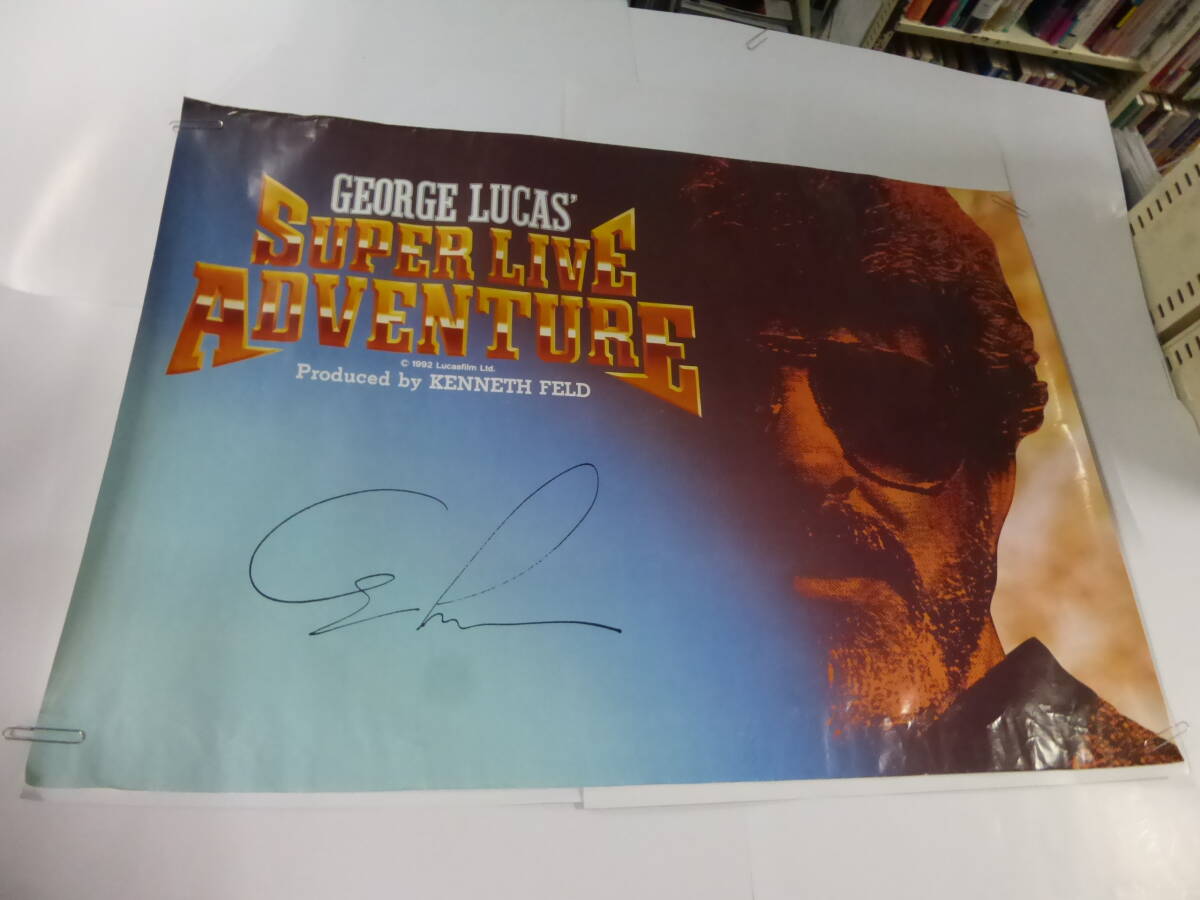 GEORGE LUCAS'
SUPER LIVE
ADVENTURE
© 1992 Lucasfilm Ltd.
Produced by KENNETH FELD